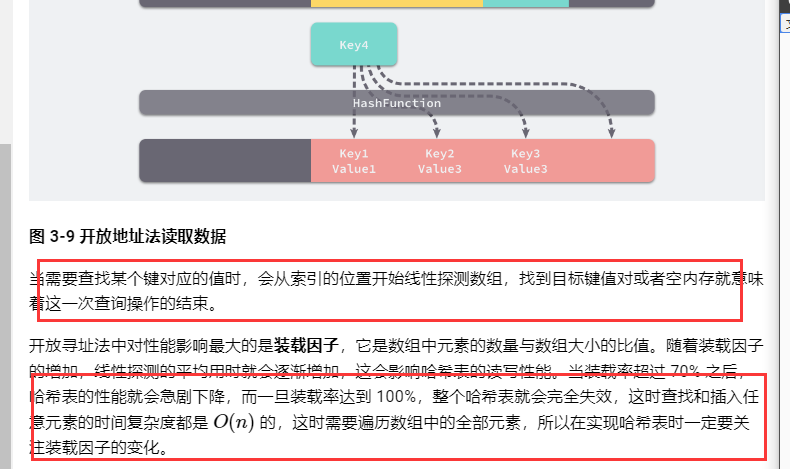 Key4
HashFunction
Key1 Key2 Key3
Value1 Value3 Value3
图 3-9 开放地址法读取数据
当需要查找某个键对应的值时，会从索引的位置开始线性探测数组，找到目标键值对或者空内存就意味
着这一次查询操作的结束。
开放寻址法中对性能影响最大的是装载因子，它是数组中元素的数量与数组大小的比值。随着装载因子
的增加，线性探测的平均用时就会逐渐增加，这会影响哈希表的读写性能。当装载率超过 70% 之后，
哈希表的性能就会急剧下降，而一旦装载率达到 100%，整个哈希表就会完全失效，这时查找和插入任
意元素的时间复杂度都是 O(n) 的，这时需要遍历数组中的全部元素，所以在实现哈希表时一定要关
注装载因子的变化。